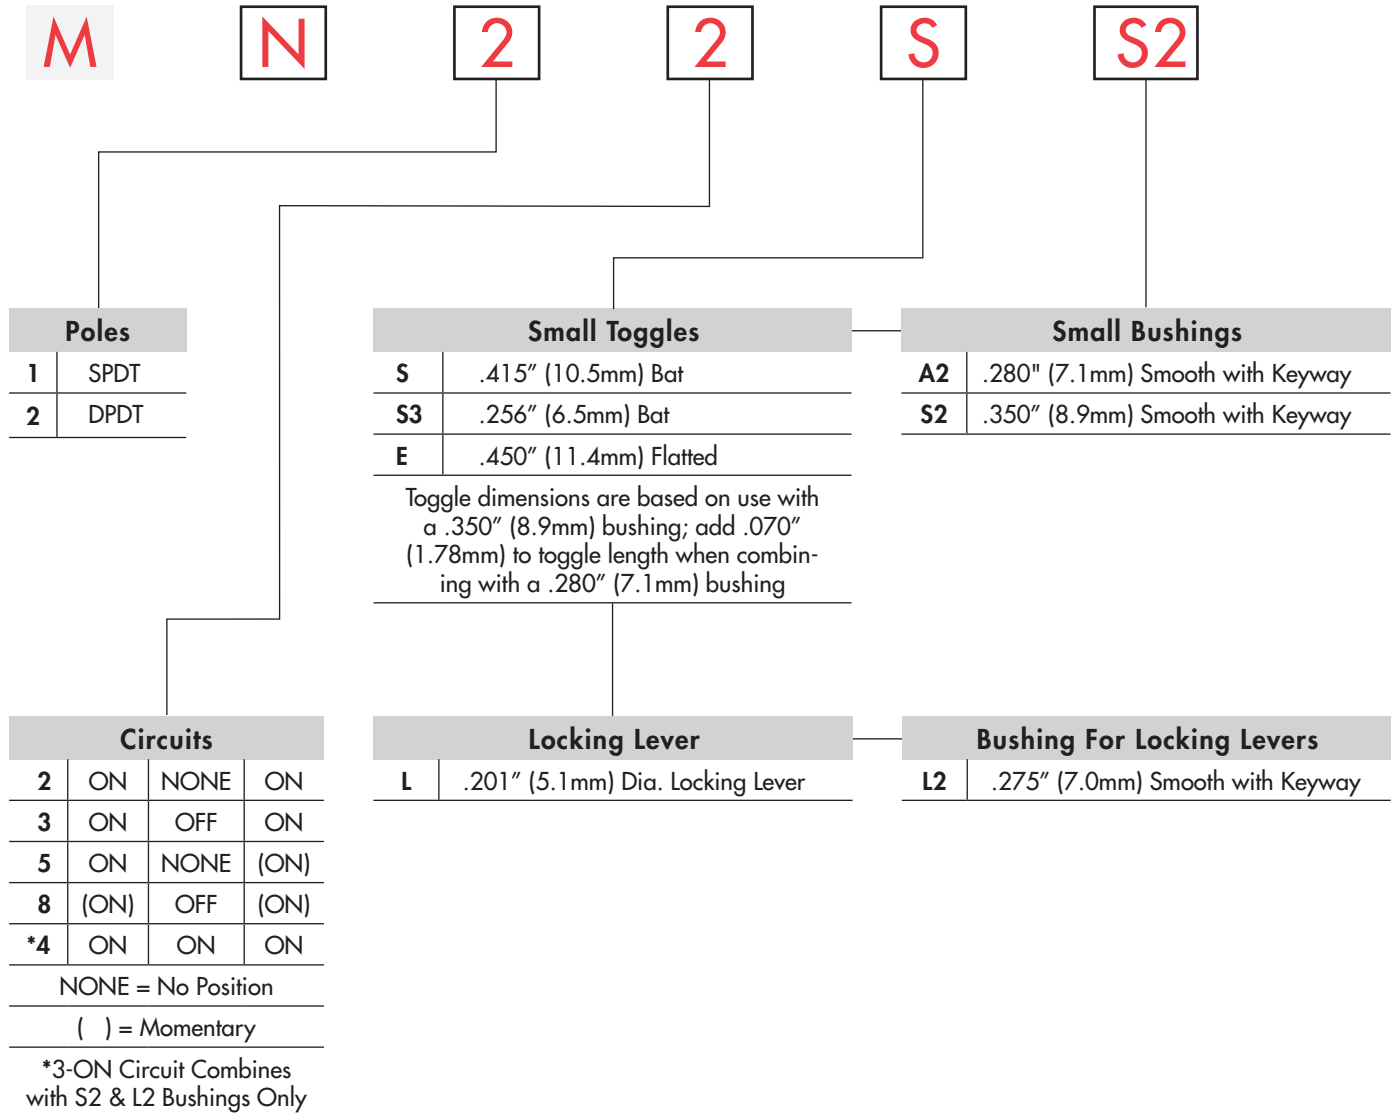 M N 2 2 S S2
Poles
1 SPDT
2 DPDT
Small Toggles
S .415” (10.5mm) Bat
S3 .256” (6.5mm) Bat
E .450” (11.4mm) Flatted
Toggle dimensions are based on use with
a .350” (8.9mm) bushing; add .070”
(1.78mm) to toggle length when combin-
ing with a .280” (7.1mm) bushing
Small Bushings
A2 .280" (7.1mm) Smooth with Keyway
S2 .350” (8.9mm) Smooth with Keyway
Circuits
2 ON NONE ON
3 ON OFF ON
5 ON NONE (ON)
8 (ON) OFF (ON)
*4 ON ON ON
NONE = No Position
( ) = Momentary
*3-ON Circuit Combines
with S2 & L2 Bushings Only
Locking Lever
L .201” (5.1mm) Dia. Locking Lever
Bushing For Locking Levers
L2 .275” (7.0mm) Smooth with Keyway